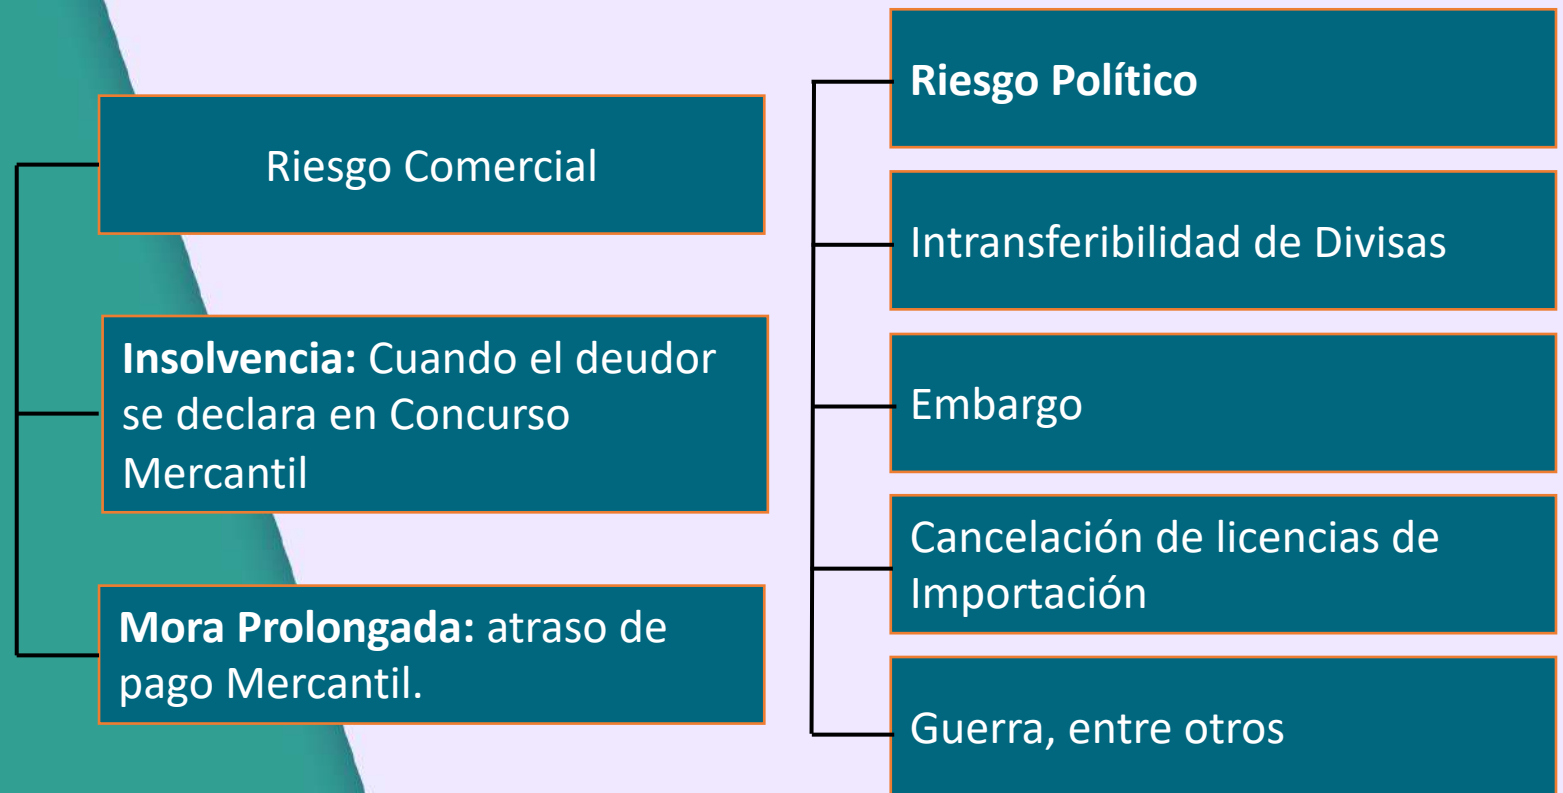 Riesgo Comercial
Insolvencia: Cuando el deudor
se declara en Concurso
Mercantil
Mora Prolongada: atraso de
pago Mercantil.
Riesgo Político
Intransferibilidad de Divisas
Embargo
Cancelación de licencias de
Importación
Guerra, entre otros